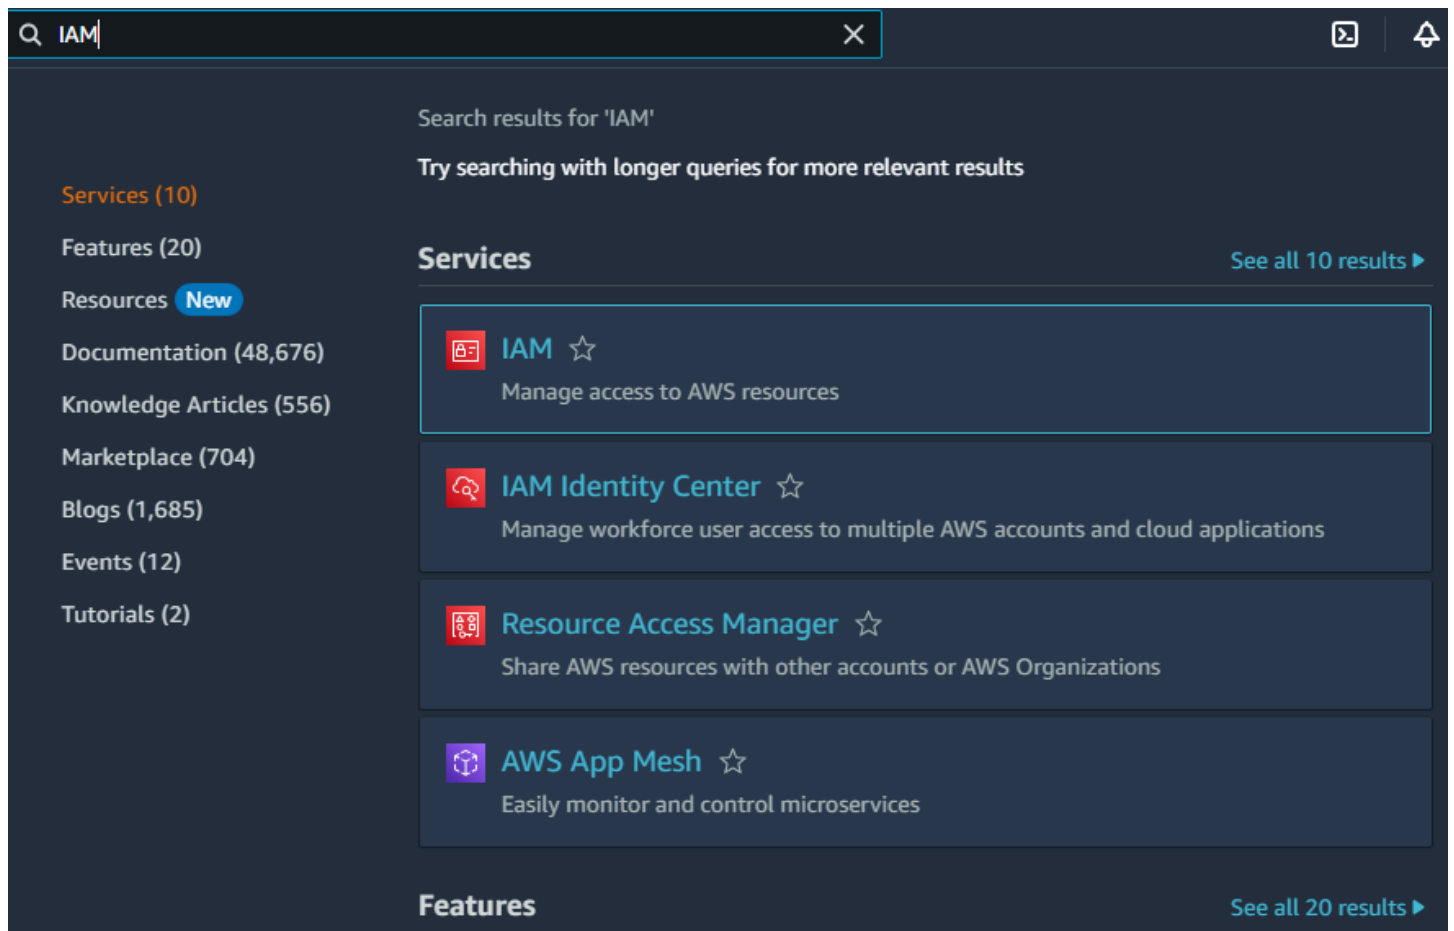 IAM
Search results for 'IAM'
Try searching with longer queries for more relevant results
Services (10)
Features (20)
Resources New
Documentation (48,676)
Knowledge Articles (556)
Marketplace (704)
Blogs (1,685)
Events (12)
Tutorials (2)
Services
See all 10 results
IAM
Manage access to AWS resources
IAM Identity Center
Manage workforce user access to multiple AWS accounts and cloud applications
Resource Access Manager
Share AWS resources with other accounts or AWS Organizations
AWS App Mesh
Easily monitor and control microservices
Features
See all 20 results